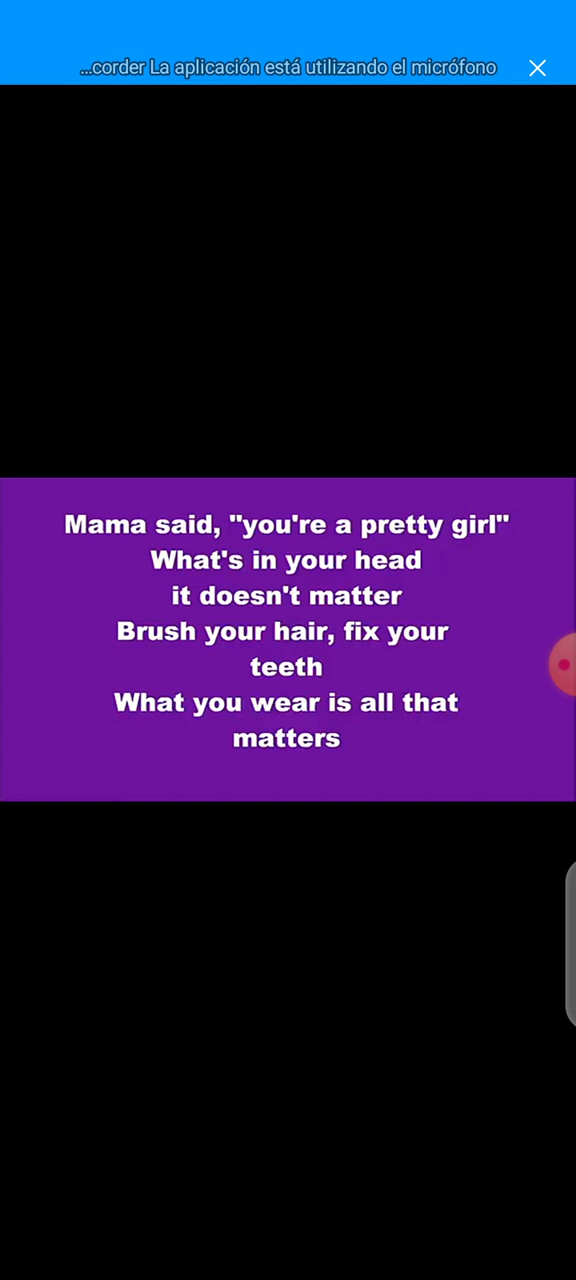 ...corder La aplicación está utilizando el micrófono
Mama said, "you're a pretty girl"
What's in your head
it doesn't matter
Brush your hair, fix your
teeth
What you wear is all that
matters